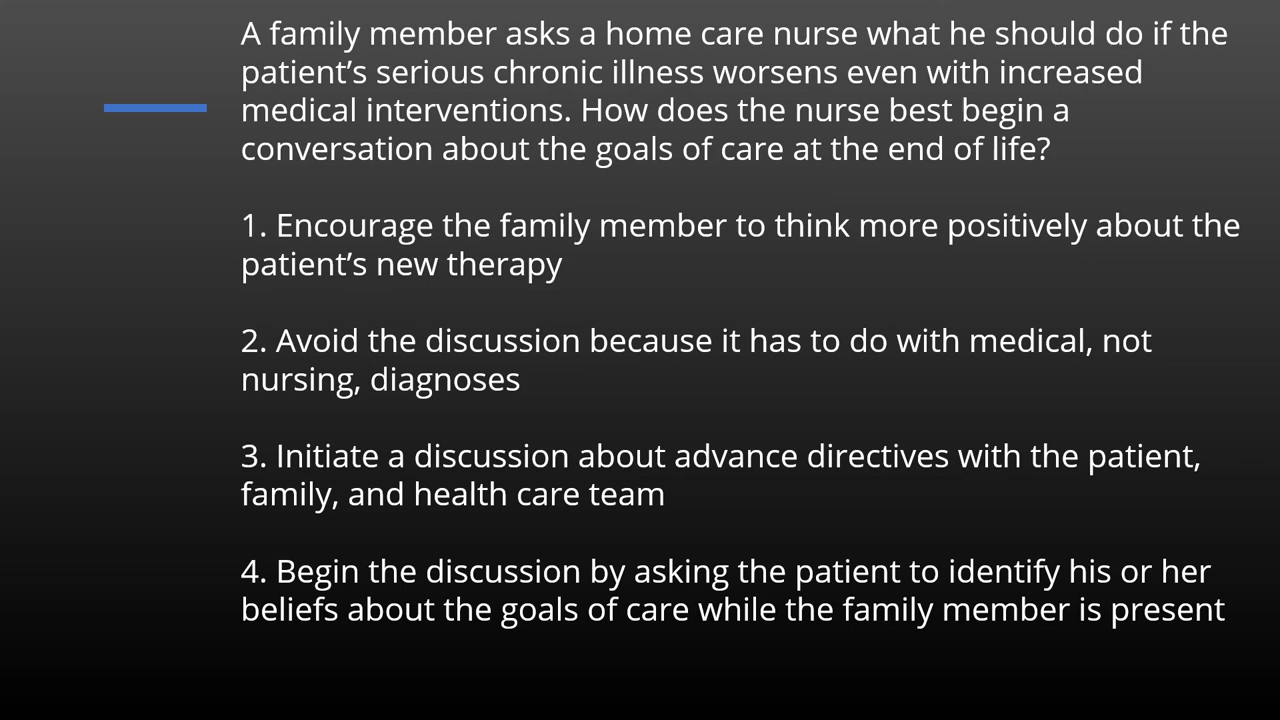 A family member asks a home care nurse what he should do if the
patient’s serious chronic illness worsens even with increased
medical interventions. How does the nurse best begin a
conversation about the goals of care at the end of life?
1. Encourage the family member to think more positively about the
patient’s new therapy
2. Avoid the discussion because it has to do with medical, not
nursing, diagnoses
3. Initiate a discussion about advance directives with the patient,
family, and health care team
4. Begin the discussion by asking the patient to identify his or her
beliefs about the goals of care while the family member is present